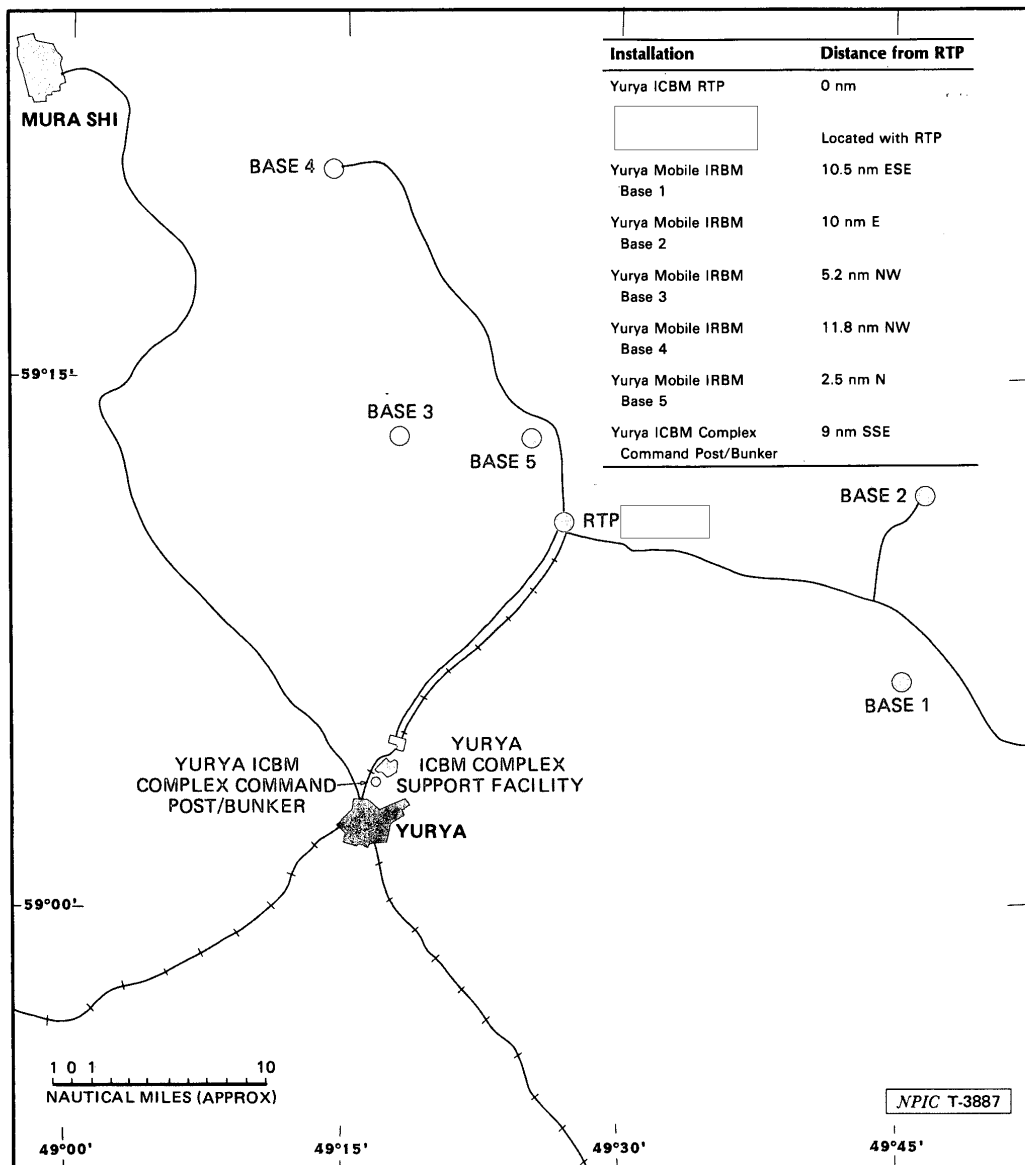 Installation Distance from RTP
Yurya ICBM RTP 0 nm
Located with RTP
Yurya Mobile IRBM 10.5 nm ESE
Base 1
Yurya Mobile IRBM 10 nm E
Base 2
Yurya Mobile IRBM 5.2 nm NW
Base 3
Yurya Mobile IRBM 11.8 nm NW
Base 4
Yurya Mobile IRBM 2.5 nm N
Base 5
Yurya ICBM Complex 9 nm SSE
Command Post/Bunker
MURA SHI
BASE 4
59°15'
BASE 3
BASE 5
BASE 2
RTP
BASE 1
YURYA ICBM
COMPLEX COMMAND
POST/BUNKER
YURYA
ICBM COMPLEX
SUPPORT FACILITY
YURYA
59°00'
1 0 1 10
NAUTICAL MILES (APPROX)
NPIC T-3887
49°00' 49°15' 49°30' 49°45'